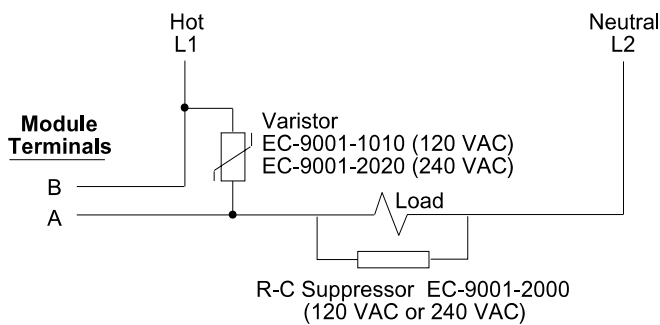 Hot
L1
Neutral
L2
Module
Terminals
Varistor
EC-9001-1010 (120 VAC)
EC-9001-2020 (240 VAC)
B
A
Load
R-C Suppressor EC-9001-2000
(120 VAC or 240 VAC)